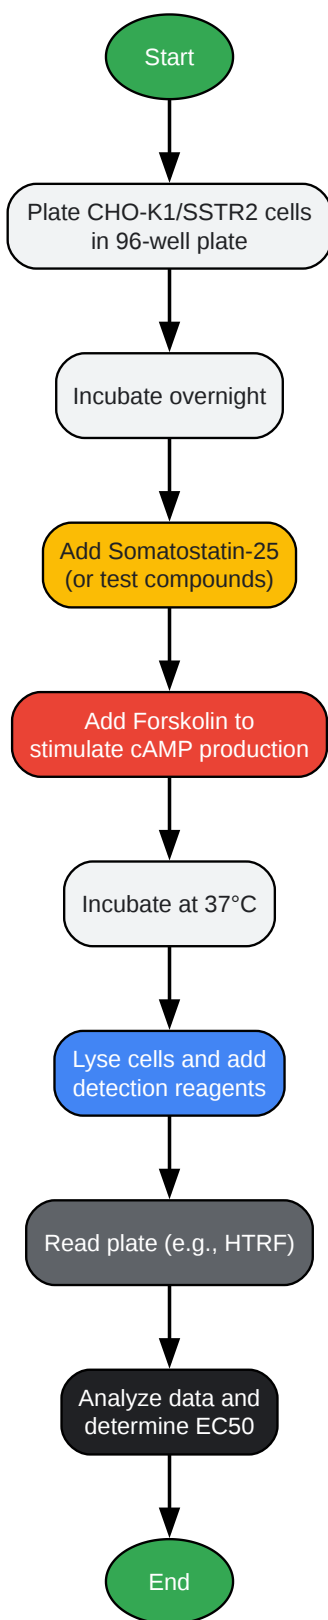 Start
Plate CHO-K1/SSTR2 cells
in 96-well plate
Incubate overnight
Add Somatostatin-25
(or test compounds)
Add Forskolin to
stimulate cAMP production
Incubate at 37°C
Lyse cells and add
detection reagents
Read plate (e.g., HTRF)
Analyze data and
determine EC50
End